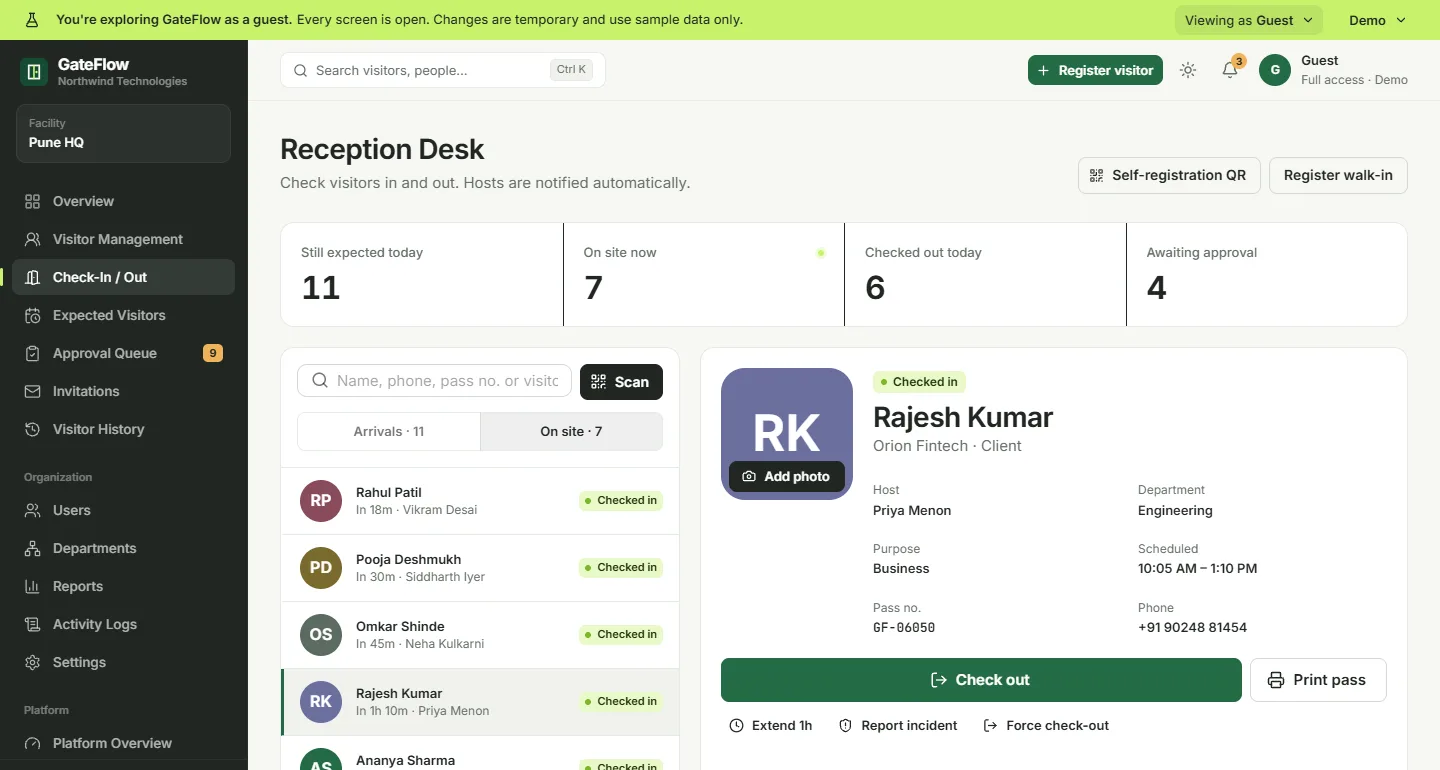 You're exploring GateFlow as a guest. Every screen is open. Changes are temporary and use sample data only.
Viewing as Guest
Demo
GateFlow
Northwind Technologies
Facility
Pune HQ
Overview
Visitor Management
Check-In / Out
Expected Visitors
Approval Queue 9
Invitations
Visitor History
Organization
Users
Departments
Reports
Activity Logs
Settings
Platform
Platform Overview
Search visitors, people... Ctrl K
Register visitor
3
G
Guest
Full access · Demo
Reception Desk
Check visitors in and out. Hosts are notified automatically.
Self-registration QR
Register walk-in
Still expected today
11
On site now
7
Checked out today
6
Awaiting approval
4
Name, phone, pass no. or visitc
Scan
Arrivals · 11
On site · 7
RP
Rahul Patil
In 18m · Vikram Desai
Checked in
PD
Pooja Deshmukh
In 30m · Siddharth Iyer
Checked in
OS
Omkar Shinde
In 45m · Neha Kulkarni
Checked in
RK
Rajesh Kumar
In 1h 10m · Priya Menon
Checked in
AS
Ananya Sharma
Checked in
RK
Add photo
Checked in
Rajesh Kumar
Orion Fintech · Client
Host
Priya Menon
Department
Engineering
Purpose
Business
Scheduled
10:05 AM – 1:10 PM
Pass no.
GF-06050
Phone
+91 90248 81454
Check out
Print pass
Extend 1h
Report incident
Force check-out